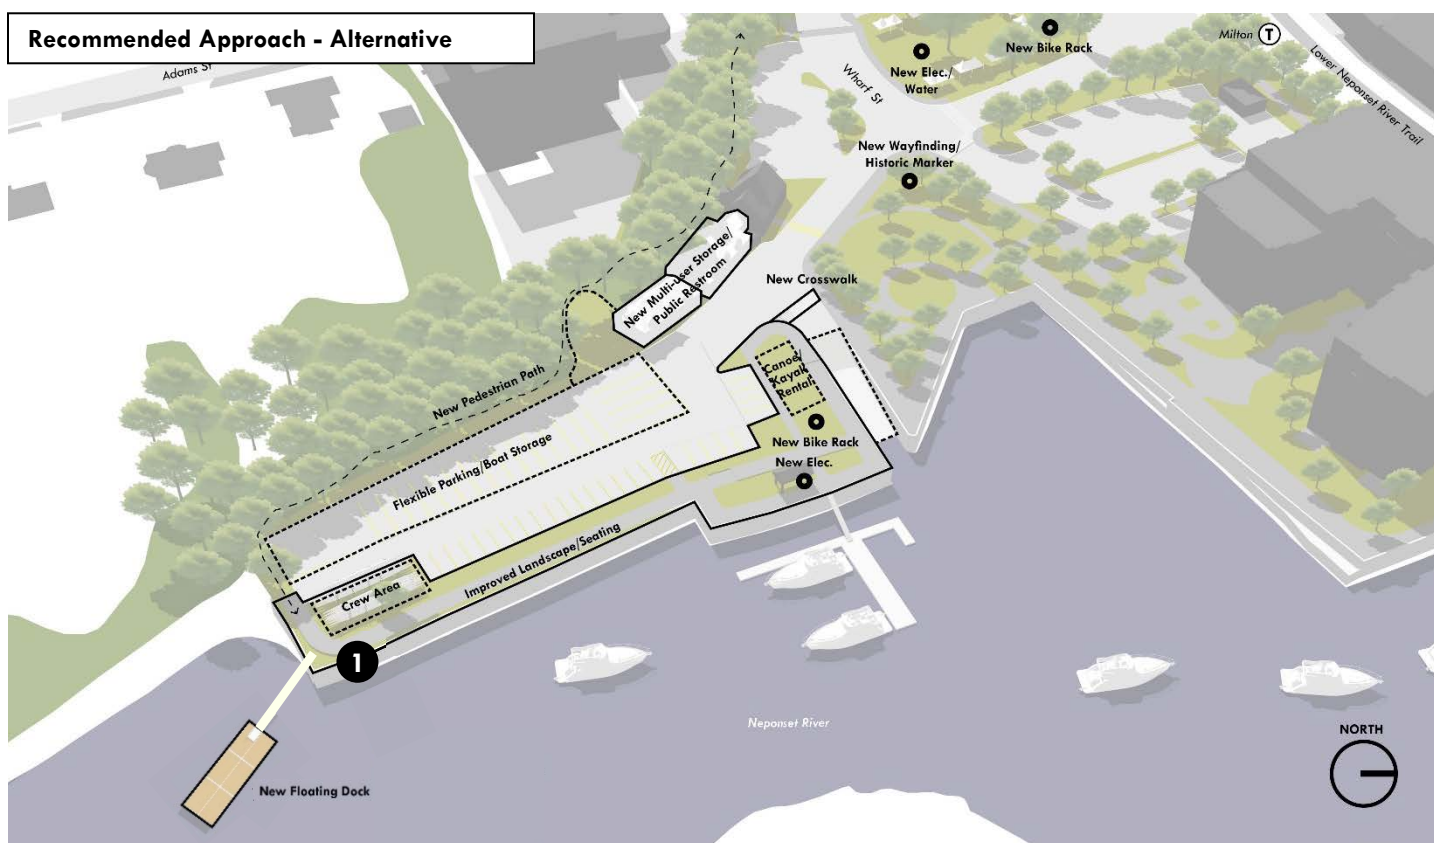 Recommended Approach - Alternative
Adams St
Wharf St
New Elec./
Water
New Bike Rack
Milton T
Lower Neponset River Trail
New Wayfinding/
Historic Marker
New Multi-user Storage/
Public Restroom
New Crosswalk
Canoe/
Kayak
Rental
New Pedestrian Path
Flexible Parking/Boat Storage
New Bike Rack
New Elec.
Improved Landscape/Seating
Crew Area
1
Neponset River
New Floating Dock
NORTH